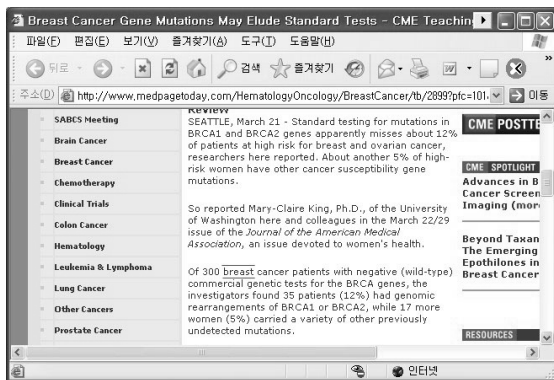 Breast Cancer Gene Mutations May Elude Standard Tests - CME Teachin
파일(F) 편집(E) 보기(V) 즐겨찾기(A) 도구(T) 도움말(H)
뒤로 검색 즐겨찾기
주소(D) http://www.medpagetoday.com/HematologyOncology/BreastCancer/tb/2899?pfc=101 이동
SABCS Meeting
Brain Cancer
Breast Cancer
Chemotherapy
Clinical Trials
Colon Cancer
Hematology
Leukemia & Lymphoma
Lung Cancer
Other Cancers
Prostate Cancer
Review
SEATTLE, March 21 - Standard testing for mutations in
BRCA1 and BRCA2 genes apparently misses about 12%
of patients at high risk for breast and ovarian cancer,
researchers here reported. About another 5% of high-
risk women have other cancer susceptibility gene
mutations.
So reported Mary-Claire King, Ph.D., of the University
of Washington here and colleagues in the March 22/29
issue of the Journal of the American Medical
Association, an issue devoted to women's health.
Of 300 breast cancer patients with negative (wild-type)
commercial genetic tests for the BRCA genes, the
investigators found 35 patients (12%) had genomic
rearrangements of BRCA1 or BRCA2, while 17 more
women (5%) carried a variety of other previously
undetected mutations.
CME POSTTE
CME SPOTLIGHT
Advances in B
Cancer Screen
Imaging (mor
Beyond Taxan
The Emerging
Epothilones in
Breast Cancer
RESOURCES
인터넷